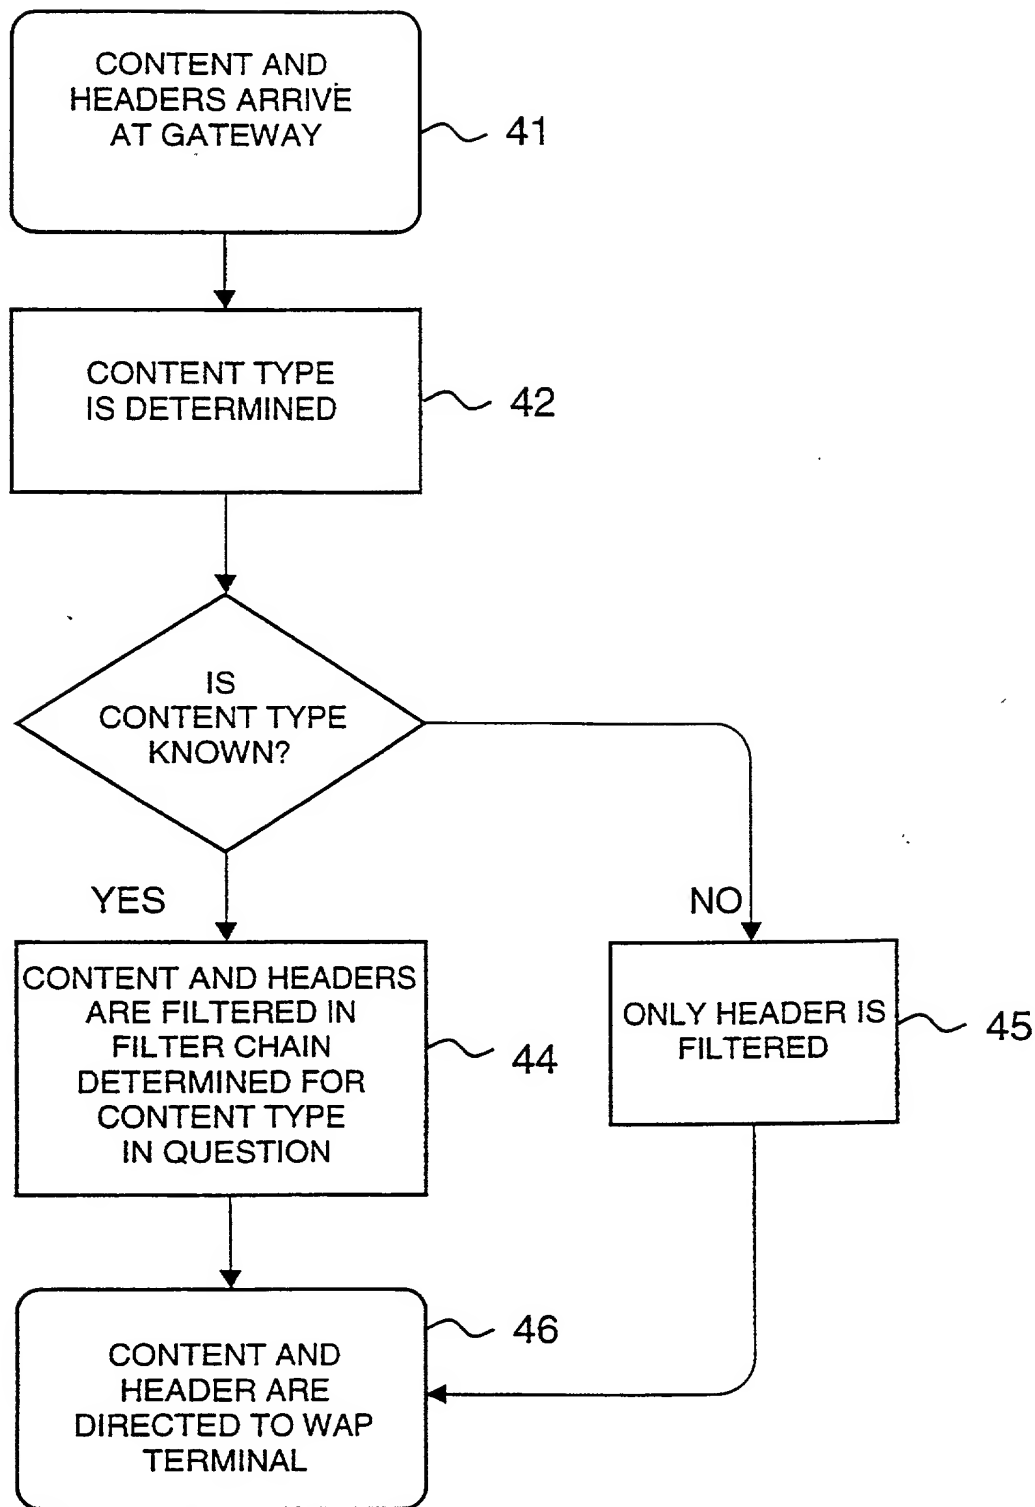 CONTENT AND
HEADERS ARRIVE
AT GATEWAY
41
CONTENT TYPE
IS DETERMINED
42
IS
CONTENT TYPE
KNOWN?
YES
NO
CONTENT AND HEADERS
ARE FILTERED IN
FILTER CHAIN
DETERMINED FOR
CONTENT TYPE
IN QUESTION
44
ONLY HEADER IS
FILTERED
45
CONTENT AND
HEADER ARE
DIRECTED TO WAP
TERMINAL
46